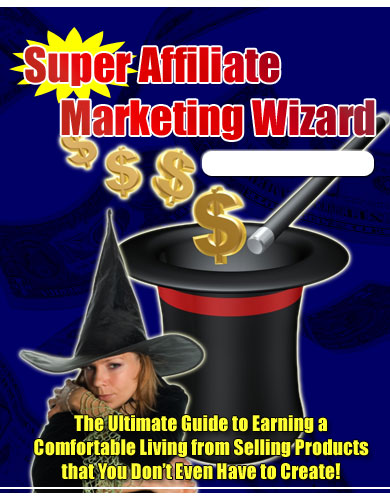 Super Affiliate
Marketing Wizard
The Ultimate Guide to Earning a
Comfortable Living from Selling Products
that You Don't Even Have to Create!